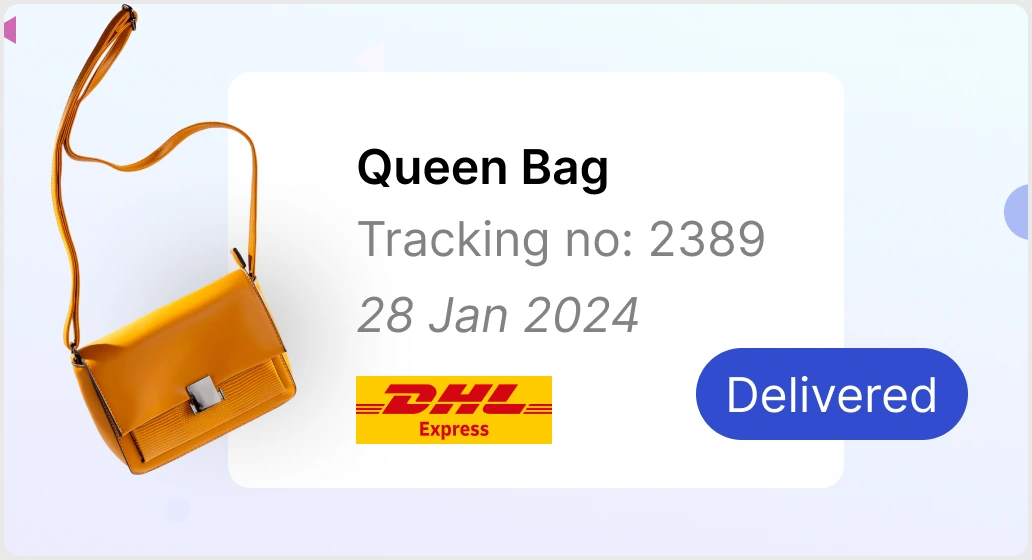 Queen Bag
Tracking no: 2389
28 Jan 2024
DHL
Express
Delivered